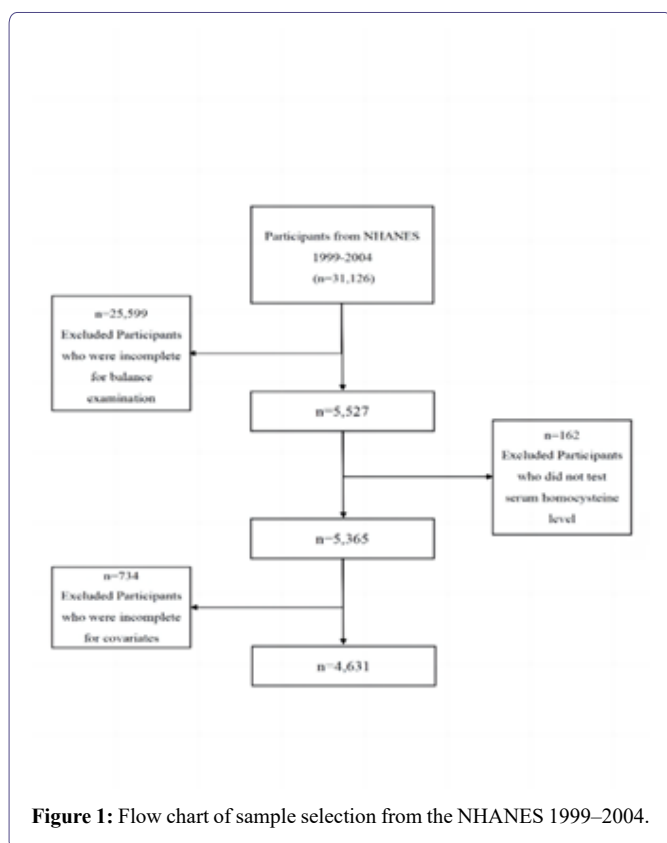 Participants from NHANES
1999-2004
(n=31,126)
n=25,599
Excluded Participants
who were incomplete
for balance
examination
n=5,527
n=162
Excluded Participants
who did not test
serum homocysteine
level
n=5,365
n=734
Excluded Participants
who were incomplete
for covariates
n=4,631
Figure 1: Flow chart of sample selection from the NHANES 1999–2004.